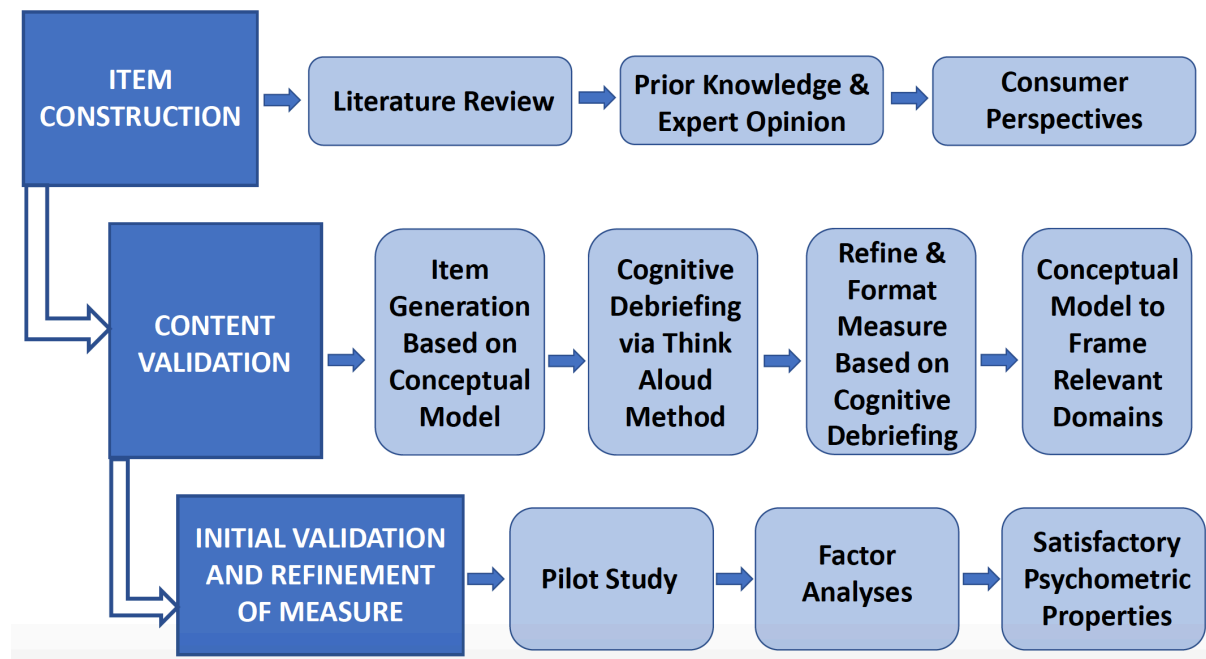 ITEM
CONSTRUCTION
Literature Review
Prior Knowledge &
Expert Opinion
Consumer
Perspectives
CONTENT
VALIDATION
Item
Generation
Based on
Conceptual
Model
Cognitive
Debriefing
via Think
Aloud
Method
Refine &
Format
Measure
Based on
Cognitive
Debriefing
Conceptual
Model to
Frame
Relevant
Domains
INITIAL VALIDATION
AND REFINEMENT
OF MEASURE
Pilot Study
Factor
Analyses
Satisfactory
Psychometric
Properties